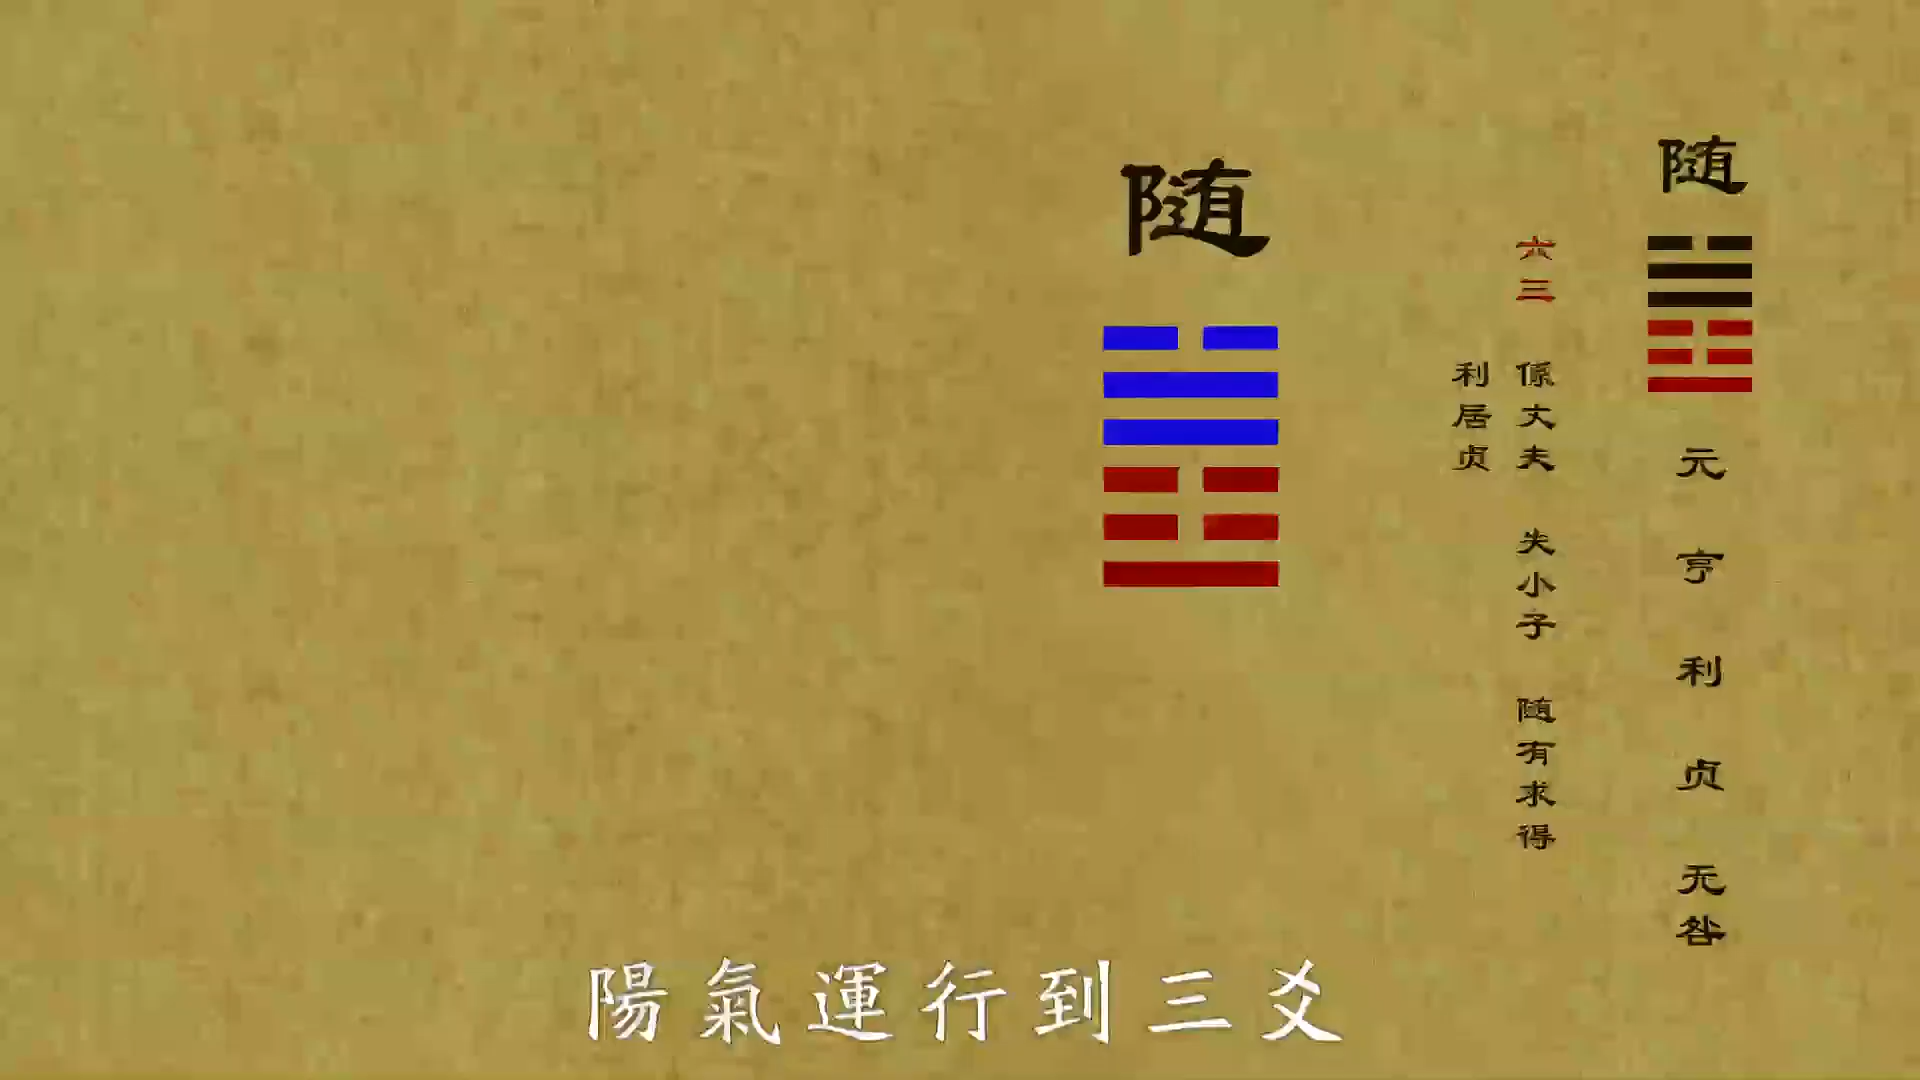 随
元亨利贞无咎
六三 係丈夫 失小子 随有求得
利居贞
随
陽氣運行到三爻